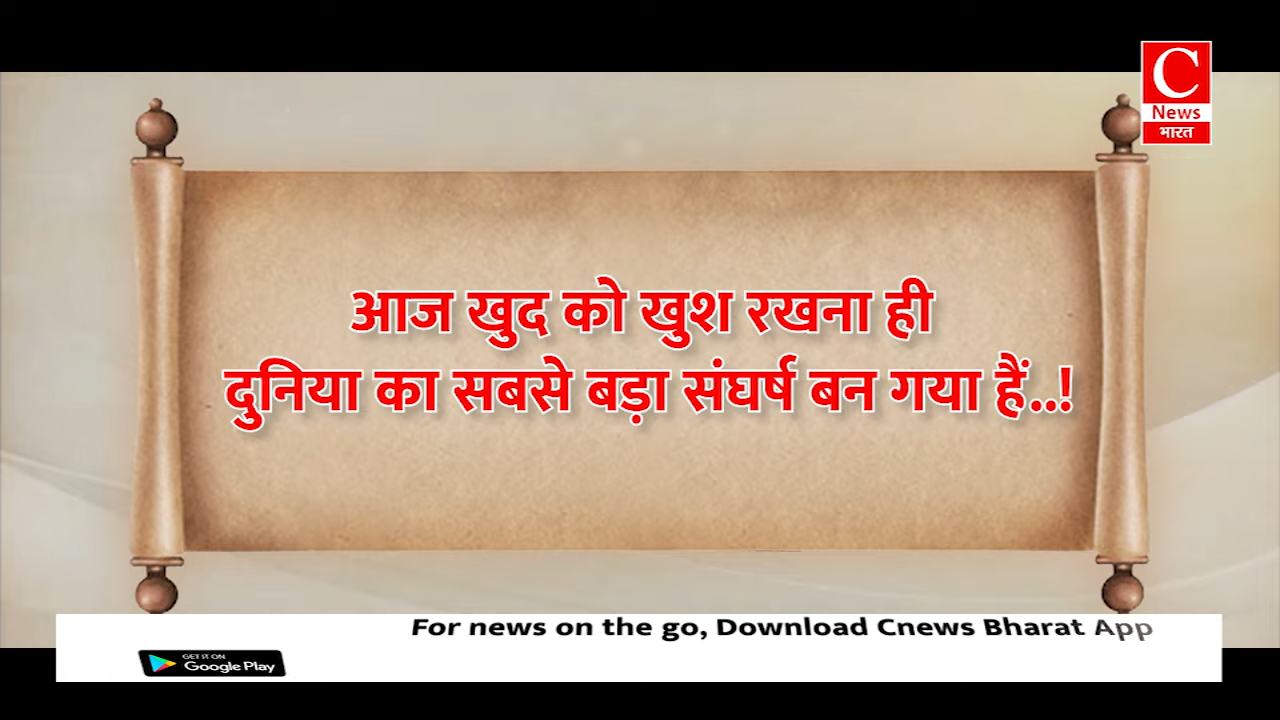 C
News
भारत
आज खुद को खुश रखना ही
दुनिया का सबसे बड़ा संघर्ष बन गया हैं..!
For news on the go, Download Cnews Bharat App
GET IT ON
Google Play